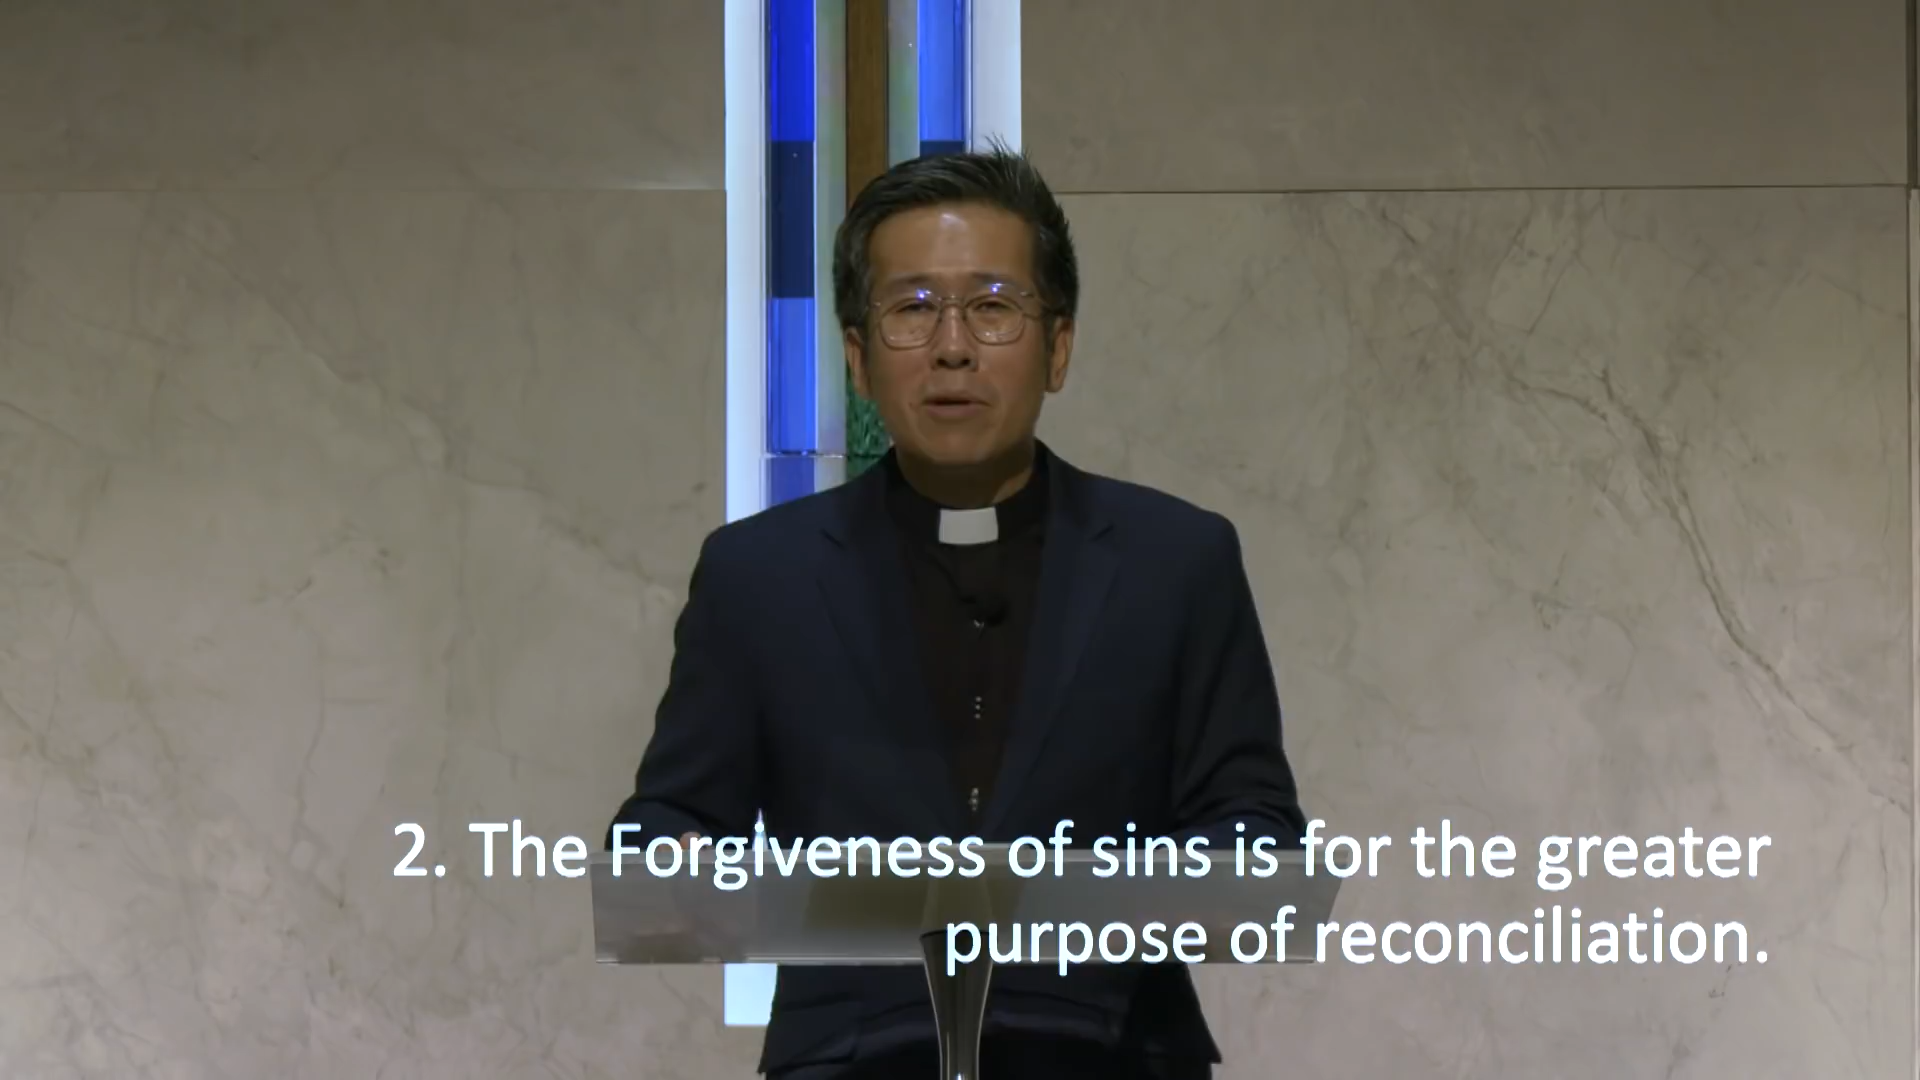 2. The Forgiveness of sins is for the greater
purpose of reconciliation.